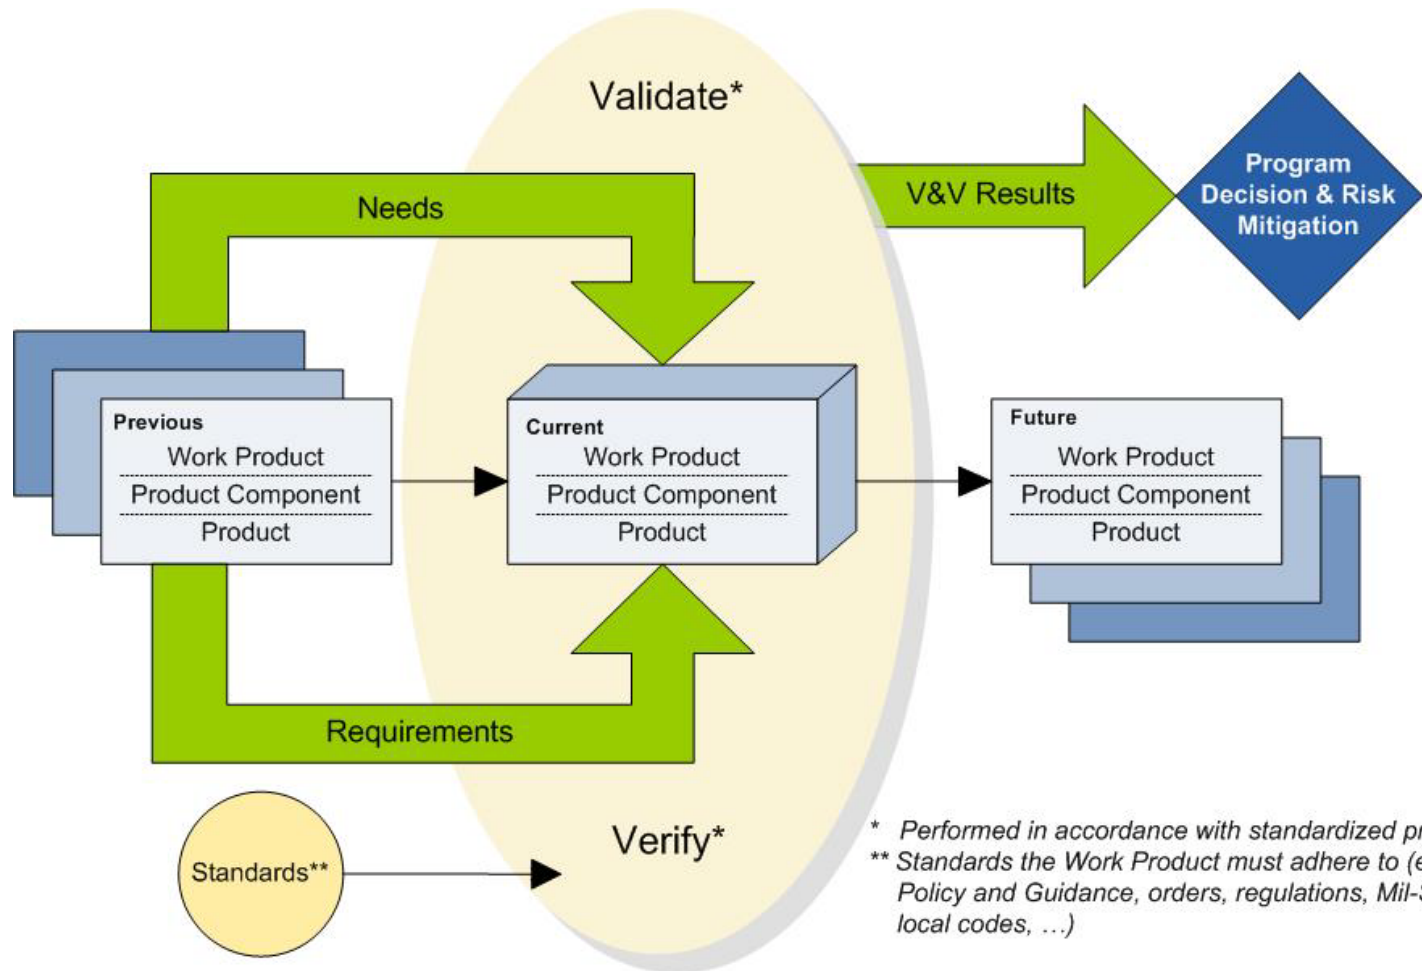 Validate*
Needs
V&V Results
Program
Decision & Risk
Mitigation
Previous
Work Product
Product Component
Product
Current
Work Product
Product Component
Product
Future
Work Product
Product Component
Product
Requirements
Verify*
Standards**
* Performed in accordance with standardized
** Standards the Work Product must adhere to
Policy and Guidance, orders, regulations,
local codes, …)